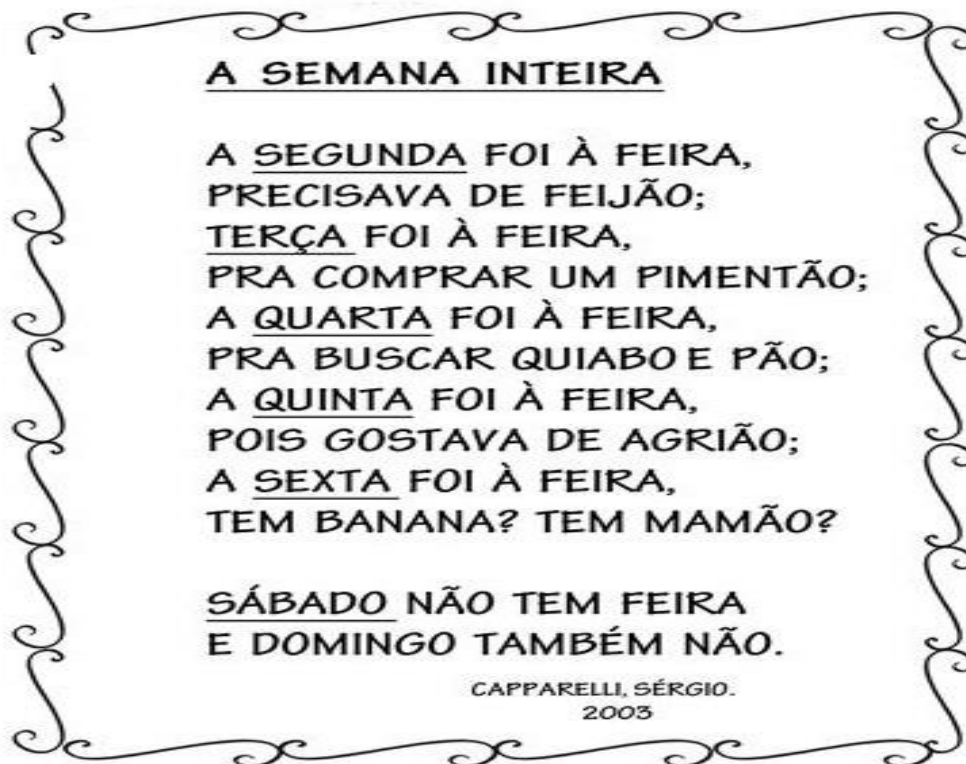 A SEMANA INTEIRA
A SEGUNDA FOI À FEIRA,
PRECISAVA DE FEIJÃO;
TERÇA FOI À FEIRA,
PRA COMPRAR UM PIMENTÃO;
A QUARTA FOI À FEIRA,
PRA BUSCAR QUIABO E PÃO;
A QUINTA FOI À FEIRA,
POIS GOSTAVA DE AGRIÃO;
A SEXTA FOI À FEIRA,
TEM BANANA? TEM MAMÃO?
SÁBADO NÃO TEM FEIRA
E DOMINGO TAMBÉM NÃO.
CAPPARELLI, SÉRGIO.
2003